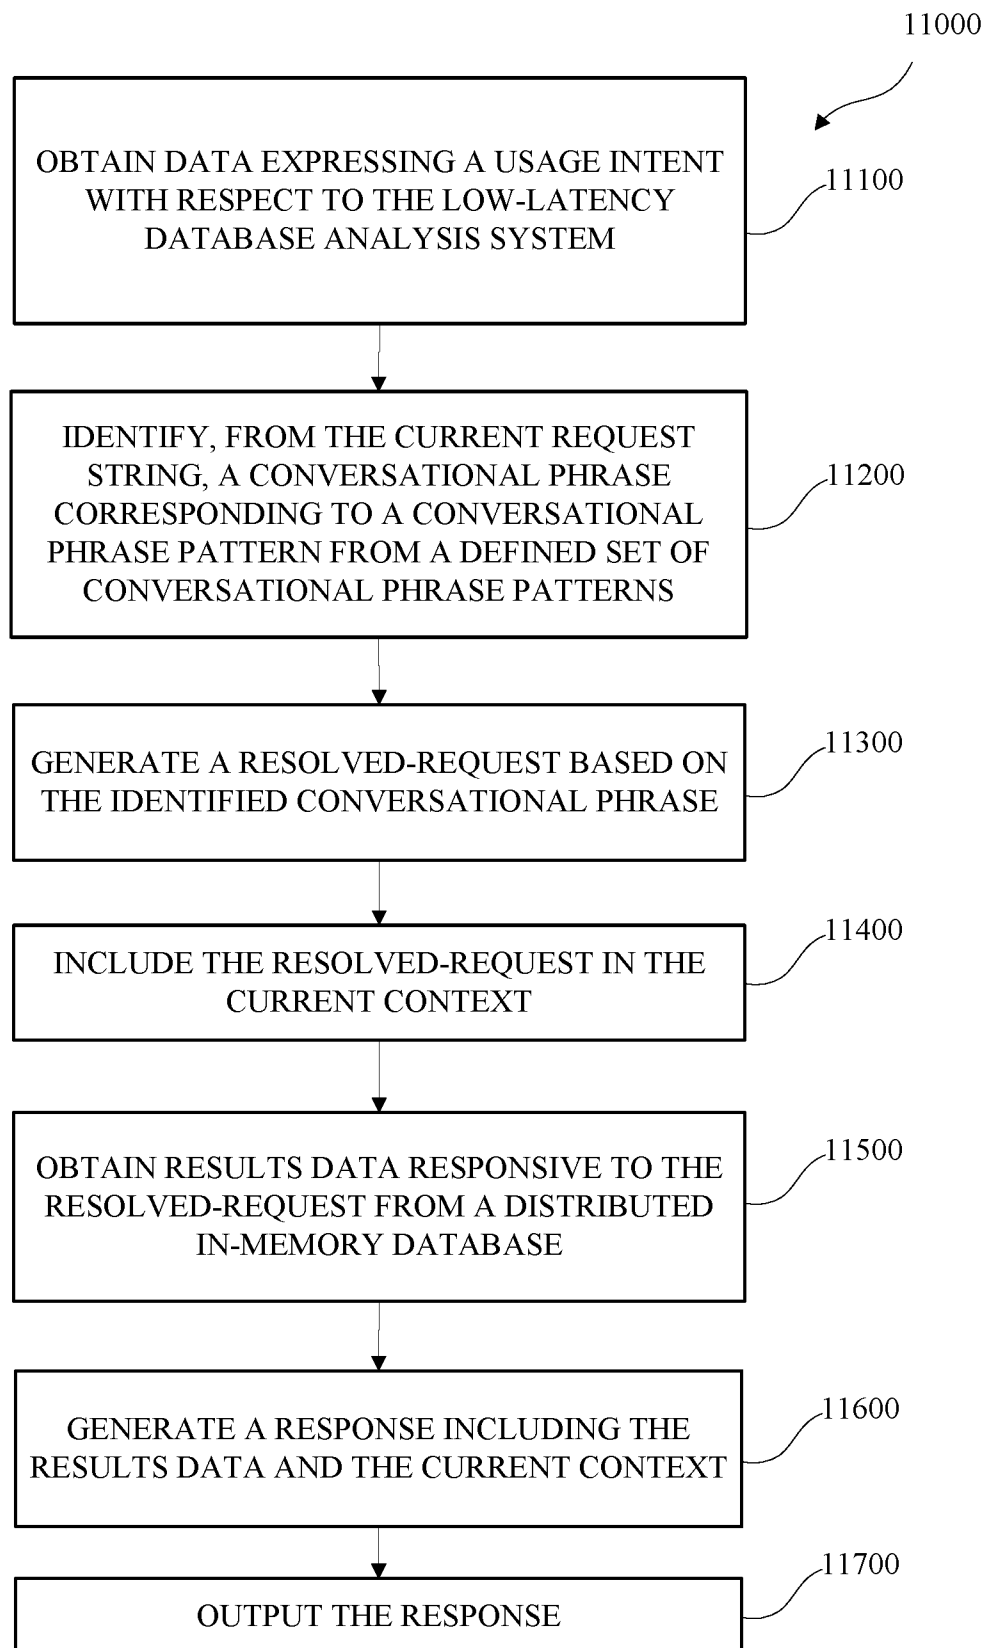 11000
OBTAIN DATA EXPRESSING A USAGE INTENT
WITH RESPECT TO THE LOW-LATENCY
DATABASE ANALYSIS SYSTEM
11100
IDENTIFY, FROM THE CURRENT REQUEST
STRING, A CONVERSATIONAL PHRASE
CORRESPONDING TO A CONVERSATIONAL
PHRASE PATTERN FROM A DEFINED SET OF
CONVERSATIONAL PHRASE PATTERNS
11200
GENERATE A RESOLVED-REQUEST BASED ON
THE IDENTIFIED CONVERSATIONAL PHRASE
11300
INCLUDE THE RESOLVED-REQUEST IN THE
CURRENT CONTEXT
11400
OBTAIN RESULTS DATA RESPONSIVE TO THE
RESOLVED-REQUEST FROM A DISTRIBUTED
IN-MEMORY DATABASE
11500
GENERATE A RESPONSE INCLUDING THE
RESULTS DATA AND THE CURRENT CONTEXT
11600
OUTPUT THE RESPONSE
11700